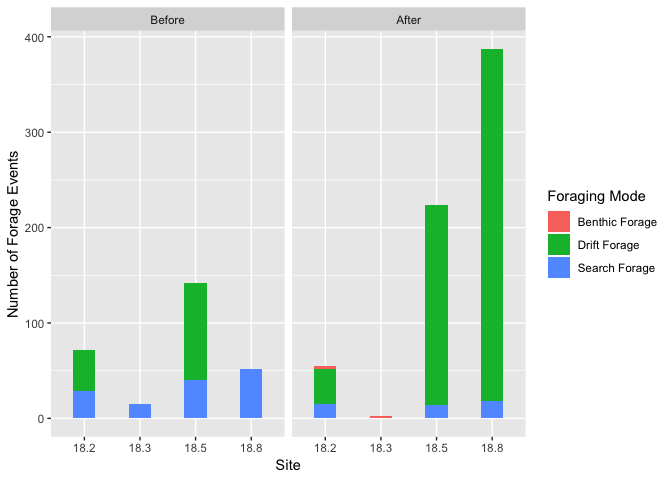 Before
After
Number of Forage Events
400
300
200
100
0
18.2
18.3
18.5
18.8
18.2
18.3
18.5
18.8
Site
Foraging Mode
Benthic Forage
Drift Forage
Search Forage